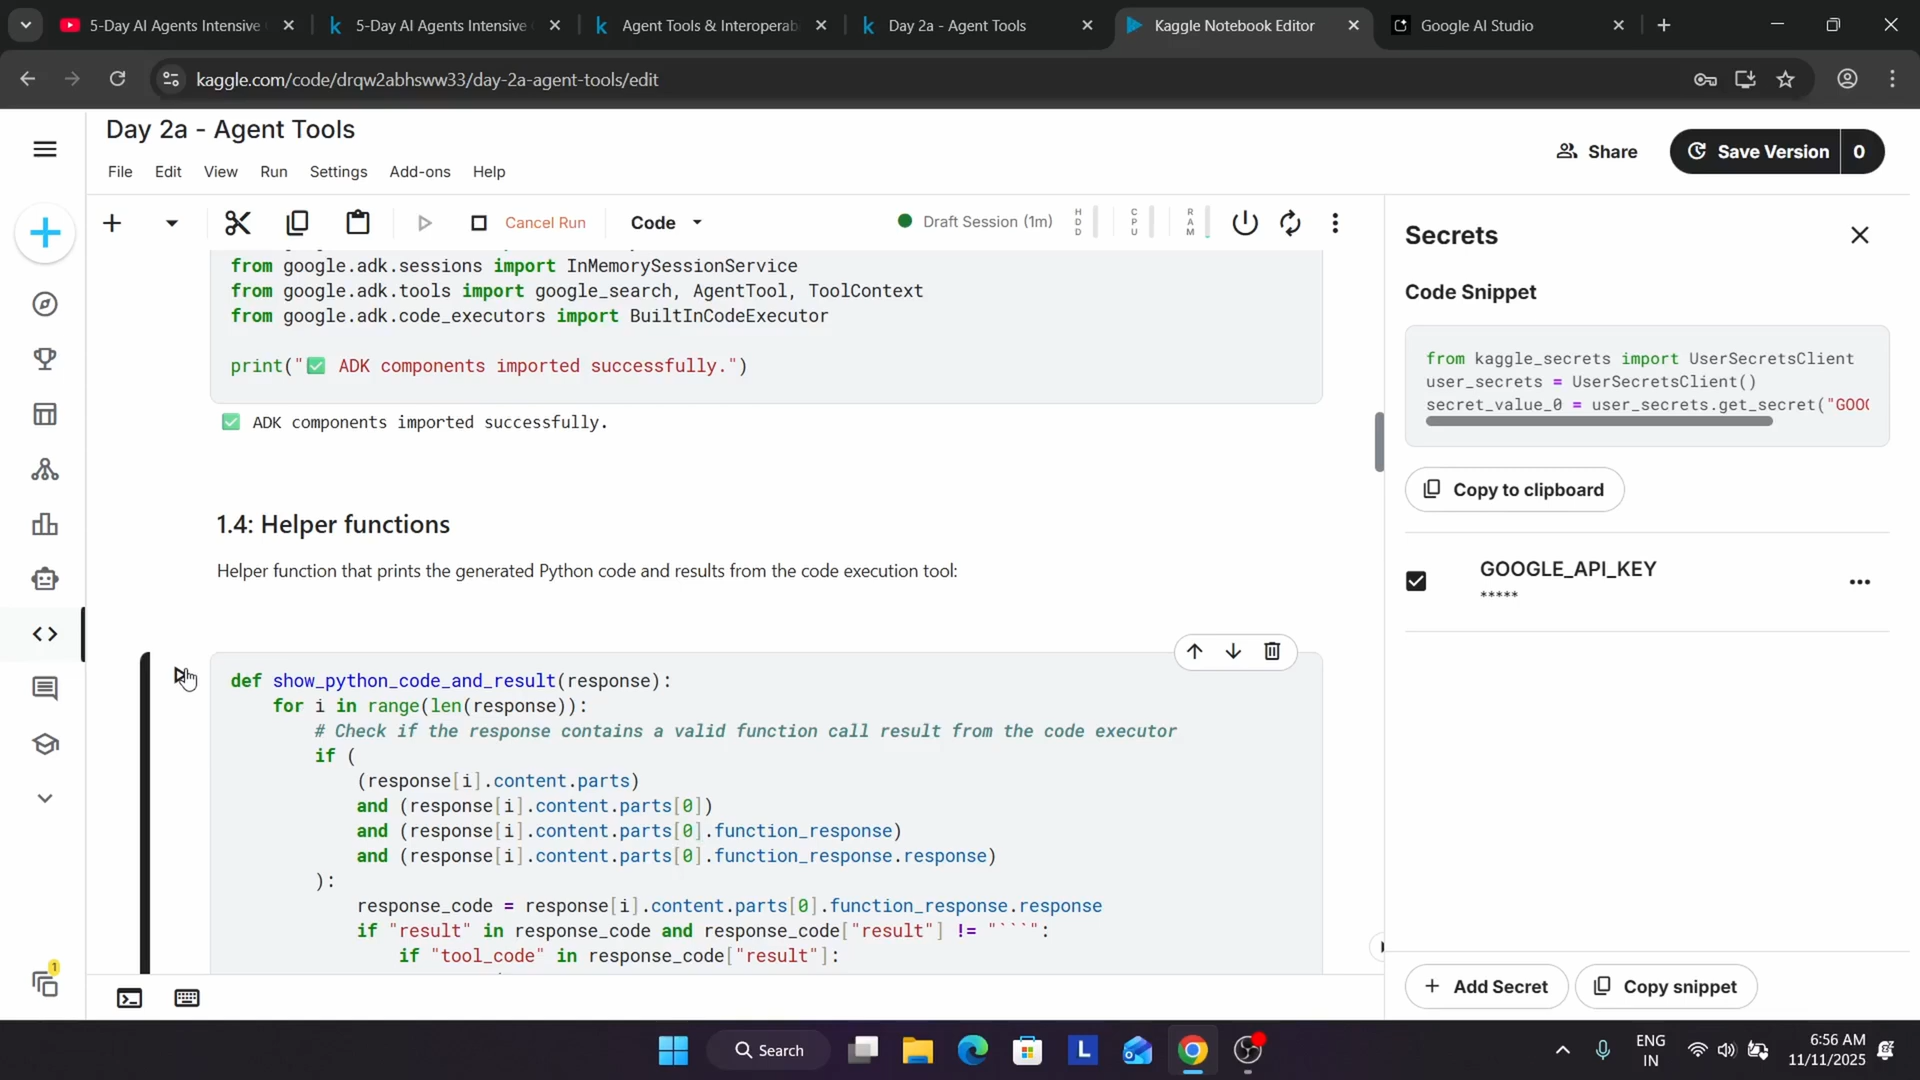 5-Day AI Agents Intensive
5-Day AI Agents Intensive
Agent Tools & Interoperab
Day 2a - Agent Tools
Kaggle Notebook Editor
Google AI Studio
kaggle.com/code/drqw2abhsww33/day-2a-agent-tools/edit
Day 2a - Agent Tools
File Edit View Run Settings Add-ons Help
Share
Save Version 0
Cancel Run
Code
Draft Session (1m)
HDD
CPU
RAM
from google.adk.sessions import InMemorySessionService
from google.adk.tools import google_search, AgentTool, ToolContext
from google.adk.code_executors import BuiltInCodeExecutor
print("✅ ADK components imported successfully.")
✅ ADK components imported successfully.
1.4: Helper functions
Helper function that prints the generated Python code and results from the code execution tool:
def show_python_code_and_result(response):
for i in range(len(response)):
# Check if the response contains a valid function call result from the code executor
if (
(response[i].content.parts)
and (response[i].content.parts[0])
and (response[i].content.parts[0].function_response)
and (response[i].content.parts[0].function_response.response)
):
response_code = response[i].content.parts[0].function_response.response
if "result" in response_code and response_code["result"] != "```":
if "tool_code" in response_code["result"]:
Secrets
Code Snippet
from kaggle_secrets import UserSecretsClient
user_secrets = UserSecretsClient()
secret_value_0 = user_secrets.get_secret("GOO
Copy to clipboard
GOOGLE_API_KEY
*****
Add Secret
Copy snippet
1
Search
L
ENG
IN
6:56 AM
11/11/2025